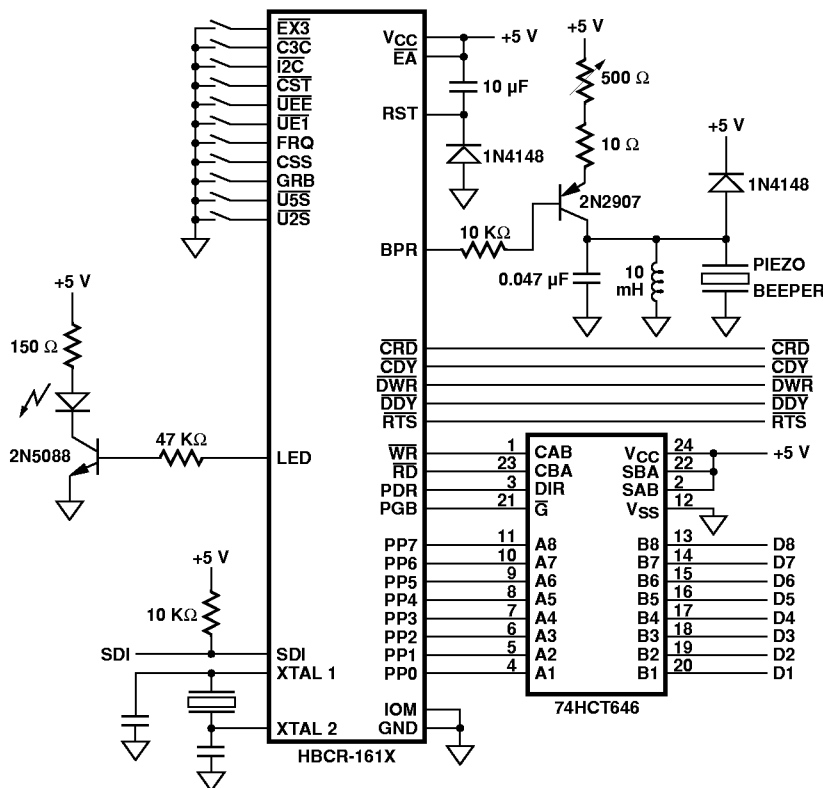 EX3
C3C
I2C
CST
UEE
UE1
FRQ
CSS
GRB
U5S
U2S
VCC
+5 V
EA
10 µF
RST
1N4148
+5 V
500 Ω
10 Ω
2N2907
+5 V
1N4148
BPR
10 KΩ
0.047 µF
10 mH
PIEZO
BEEPER
+5 V
150 Ω
2N5088
47 KΩ
LED
CRD CRD
CDY CDY
DWR DWR
DDY DDY
RTS RTS
WR 1 CAB VCC 24 +5 V
RD 23 CBA SBA 22
PDR 3 DIR SAB 2
PGB 21 G VSS 12
PP7 11 A8 B8 13 D8
PP6 10 A7 B7 14 D7
PP5 9 A6 B6 15 D6
PP4 8 A5 B5 16 D5
PP3 7 A4 B4 17 D4
PP2 6 A3 B3 18 D3
PP1 5 A2 B2 19 D2
PP0 4 A1 B1 20 D1
74HCT646
+5 V
10 KΩ
SDI SDI
XTAL 1
XTAL 2
IOM
GND
HBCR-161X